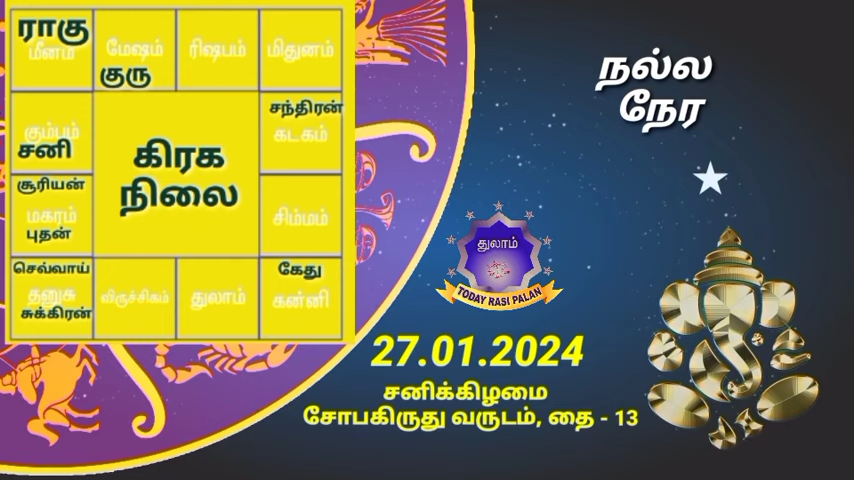 ராகு
மீனம்
மேஷம்
குரு
ரிஷபம்
மிதுனம்
கும்பம்
சனி
கிரக
நிலை
சந்திரன்
கடகம்
சூரியன்
மகரம்
புதன்
சிம்மம்
செவ்வாய்
தனுசு
சுக்கிரன்
விருச்சிகம்
துலாம்
கேது
கன்னி
நல்ல
நேர
துலாம்
TODAY RASI PALAN
27.01.2024
சனிக்கிழமை
சோபகிருது வருடம், தை - 13